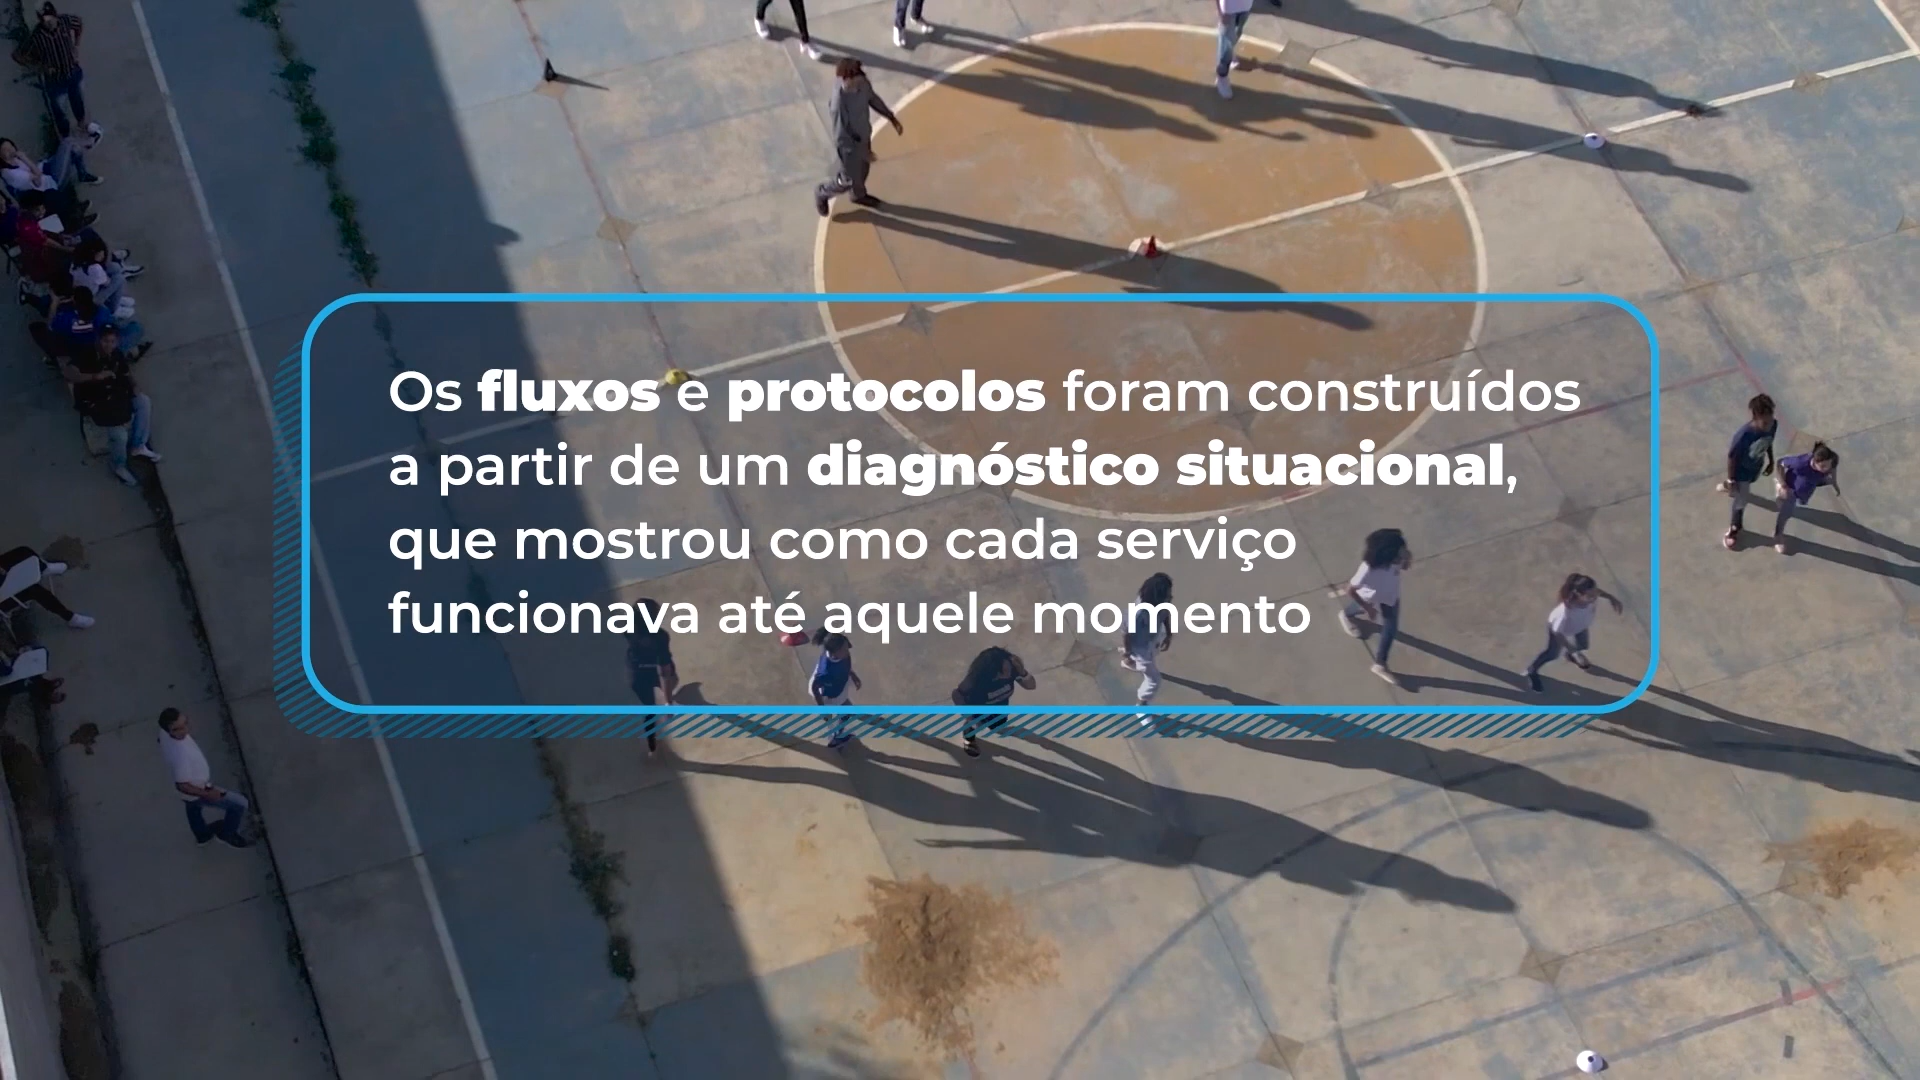 Os fluxos e protocolos foram construídos
a partir de um diagnóstico situacional,
que mostrou como cada serviço
funcionava até aquele momento